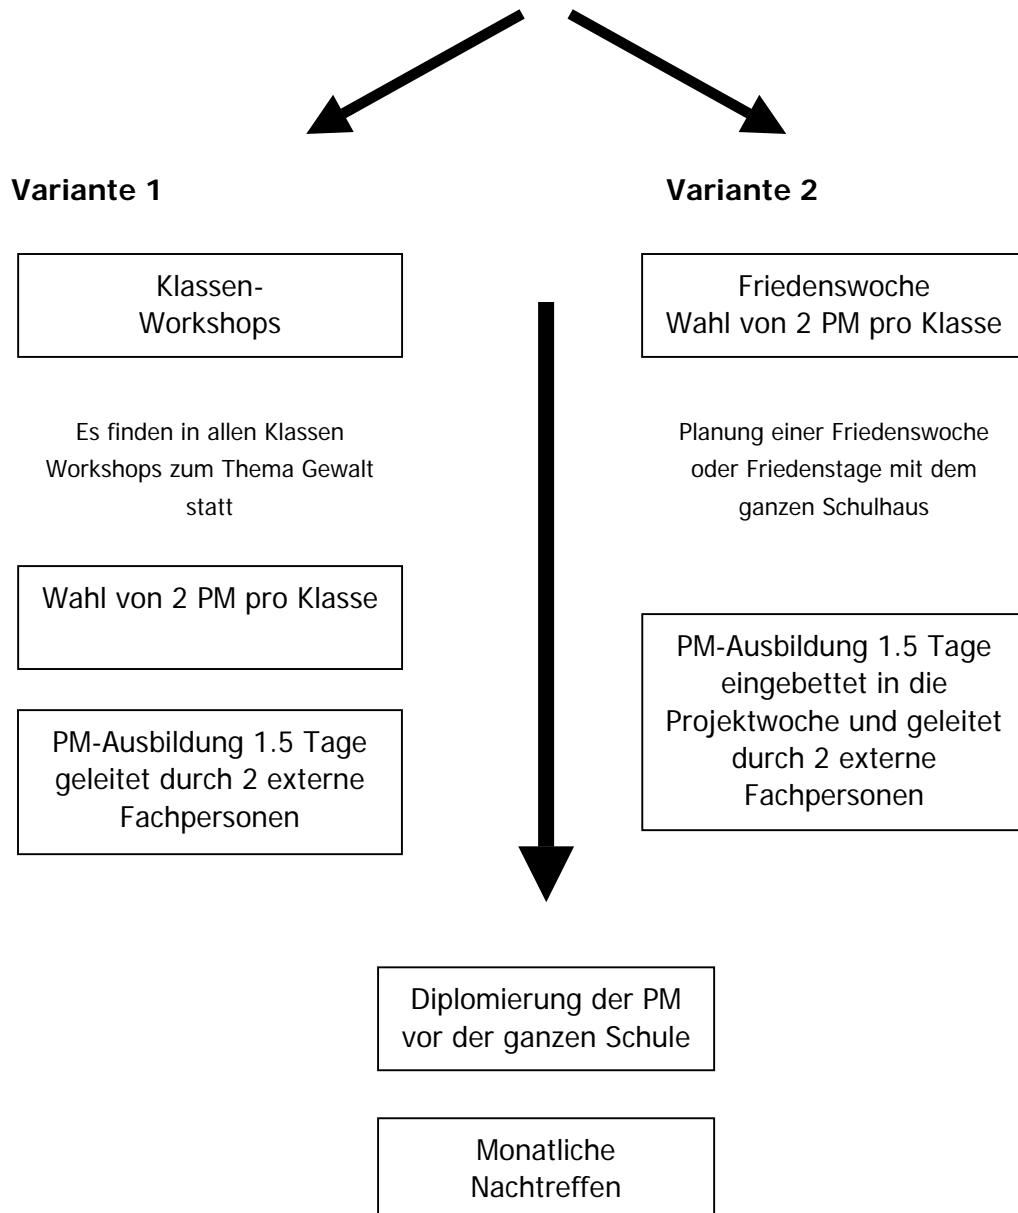 Variante 1
Klassen-
Workshops
Es finden in allen Klassen
Workshops zum Thema Gewalt
statt
Wahl von 2 PM pro Klasse
PM-Ausbildung 1.5 Tage
geleitet durch 2 externe
Fachpersonen
Variante 2
Friedenswoche
Wahl von 2 PM pro Klasse
Planung einer Friedenswoche
oder Friedenstage mit dem
ganzen Schulhaus
PM-Ausbildung 1.5 Tage
eingebettet in die
Projektwoche und geleitet
durch 2 externe
Fachpersonen
Diplomierung der PM
vor der ganzen Schule
Monatliche
Nachtreffen